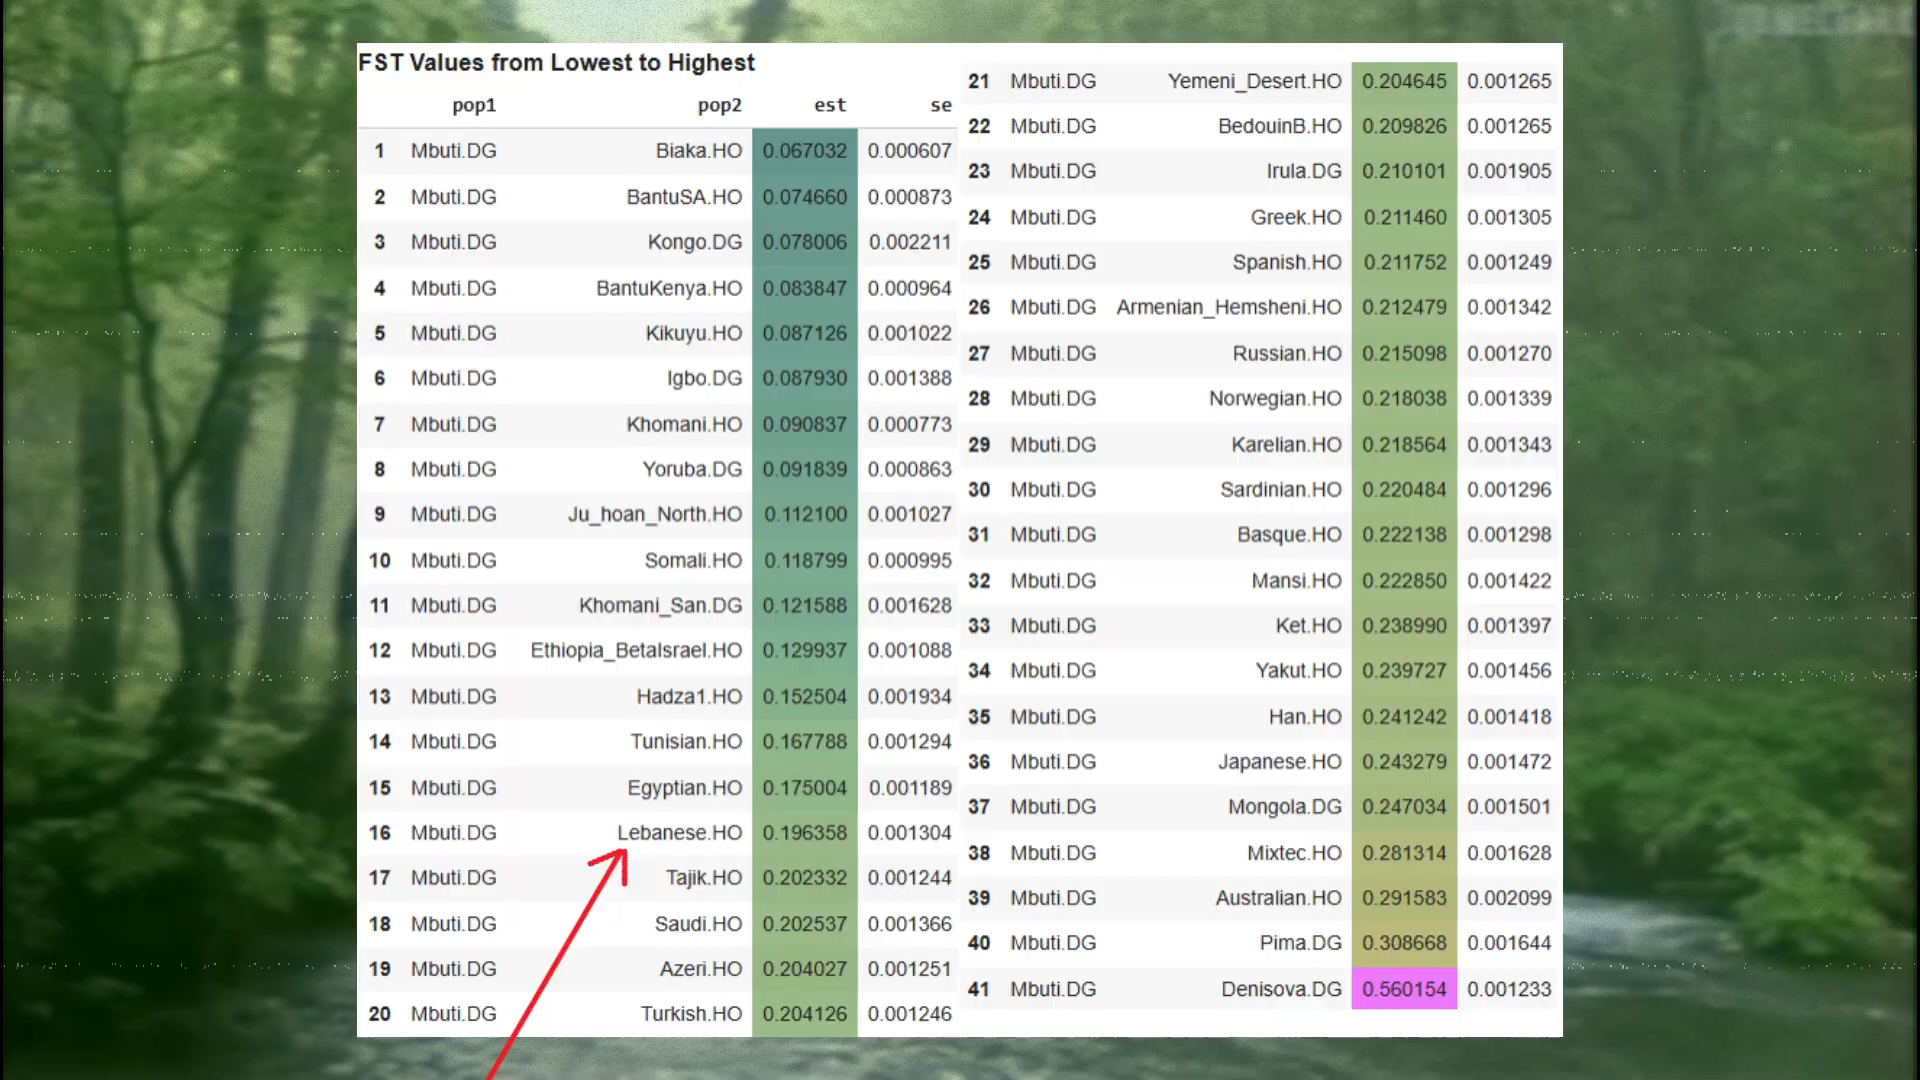 FST Values from Lowest to Highest
pop1 pop2 est se
1 Mbuti.DG Biaka.HO 0.067032 0.000607
2 Mbuti.DG BantuSA.HO 0.074660 0.000873
3 Mbuti.DG Kongo.DG 0.078006 0.002211
4 Mbuti.DG BantuKenya.HO 0.083847 0.000964
5 Mbuti.DG Kikuyu.HO 0.087126 0.001022
6 Mbuti.DG Igbo.DG 0.087930 0.001388
7 Mbuti.DG Khomani.HO 0.090837 0.000773
8 Mbuti.DG Yoruba.DG 0.091839 0.000863
9 Mbuti.DG Ju_hoan_North.HO 0.112100 0.001027
10 Mbuti.DG Somali.HO 0.118799 0.000995
11 Mbuti.DG Khomani_San.DG 0.121588 0.001628
12 Mbuti.DG Ethiopia_BetaIsrael.HO 0.129937 0.001088
13 Mbuti.DG Hadza1.HO 0.152504 0.001934
14 Mbuti.DG Tunisian.HO 0.167788 0.001294
15 Mbuti.DG Egyptian.HO 0.175004 0.001189
16 Mbuti.DG Lebanese.HO 0.196358 0.001304
17 Mbuti.DG Tajik.HO 0.202332 0.001244
18 Mbuti.DG Saudi.HO 0.202537 0.001366
19 Mbuti.DG Azeri.HO 0.204027 0.001251
20 Mbuti.DG Turkish.HO 0.204126 0.001246
21 Mbuti.DG Yemeni_Desert.HO 0.204645 0.001265
22 Mbuti.DG BedouinB.HO 0.209826 0.001265
23 Mbuti.DG Irula.DG 0.210101 0.001905
24 Mbuti.DG Greek.HO 0.211460 0.001305
25 Mbuti.DG Spanish.HO 0.211752 0.001249
26 Mbuti.DG Armenian_Hemsheni.HO 0.212479 0.001342
27 Mbuti.DG Russian.HO 0.215098 0.001270
28 Mbuti.DG Norwegian.HO 0.218038 0.001339
29 Mbuti.DG Karelian.HO 0.218564 0.001343
30 Mbuti.DG Sardinian.HO 0.220484 0.001296
31 Mbuti.DG Basque.HO 0.222138 0.001298
32 Mbuti.DG Mansi.HO 0.222850 0.001422
33 Mbuti.DG Ket.HO 0.238990 0.001397
34 Mbuti.DG Yakut.HO 0.239727 0.001456
35 Mbuti.DG Han.HO 0.241242 0.001418
36 Mbuti.DG Japanese.HO 0.243279 0.001472
37 Mbuti.DG Mongola.DG 0.247034 0.001501
38 Mbuti.DG Mixtec.HO 0.281314 0.001628
39 Mbuti.DG Australian.HO 0.291583 0.002099
40 Mbuti.DG Pima.DG 0.308668 0.001644
41 Mbuti.DG Denisova.DG 0.560154 0.001233